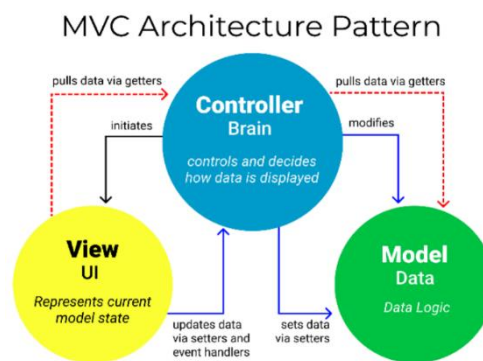 MVC Architecture Pattern
pulls data via getters
pulls data via getters
Controller
Brain
initiates
modifies
controls and decides
how data is displayed
View
UI
Represents current
model state
Model
Data
Data Logic
updates data
via setters and
event handlers
sets data
via setters